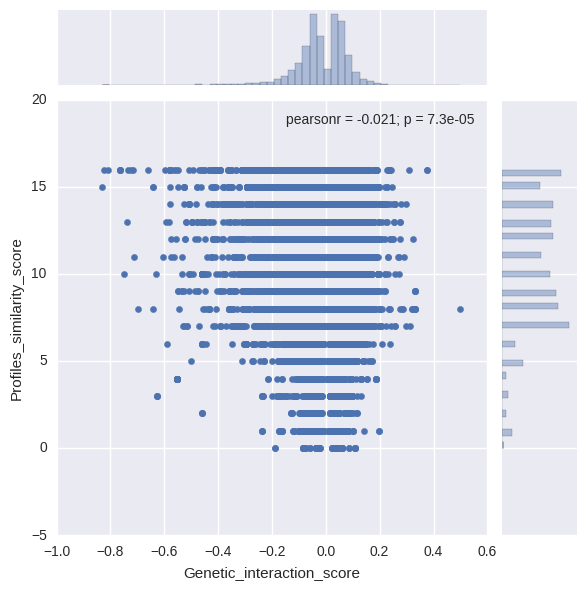 pearsonr = -0.021; p = 7.3e-05
20
15
10
5
0
−5
Profiles_similarity_score
−1.0 −0.8 −0.6 −0.4 −0.2 0.0 0.2 0.4 0.6
Genetic_interaction_score